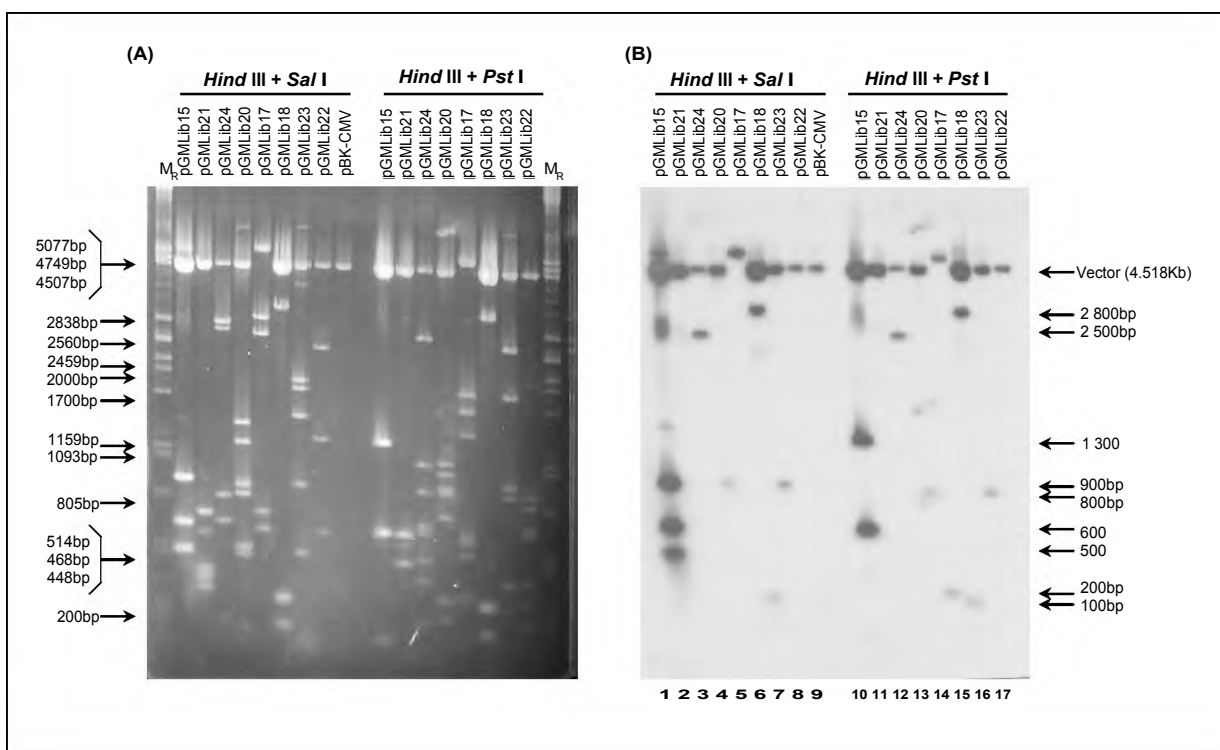 (A)
Hind III + Sal I
Hind III + Pst I
MR
pGMLib15
pGMLib21
pGMLib24
pGMLib20
pGMLib17
pGMLib18
pGMLib23
pGMLib22
pBK-CMV
pGMLib15
pGMLib21
pGMLib24
pGMLib20
pGMLib17
pGMLib18
pGMLib23
pGMLib22
MR
5077bp
4749bp
4507bp
2838bp
2560bp
2459bp
2000bp
1700bp
1159bp
1093bp
805bp
514bp
468bp
448bp
200bp
(B)
Hind III + Sal I
Hind III + Pst I
pGMLib15
pGMLib21
pGMLib24
pGMLib20
pGMLib17
pGMLib18
pGMLib23
pGMLib22
pBK-CMV
pGMLib15
pGMLib21
pGMLib24
pGMLib20
pGMLib17
pGMLib18
pGMLib23
pGMLib22
Vector (4.518Kb)
2 800bp
2 500bp
1 300
900bp
800bp
600
500
200bp
100bp
1 2 3 4 5 6 7 8 9 10 11 12 13 14 15 16 17